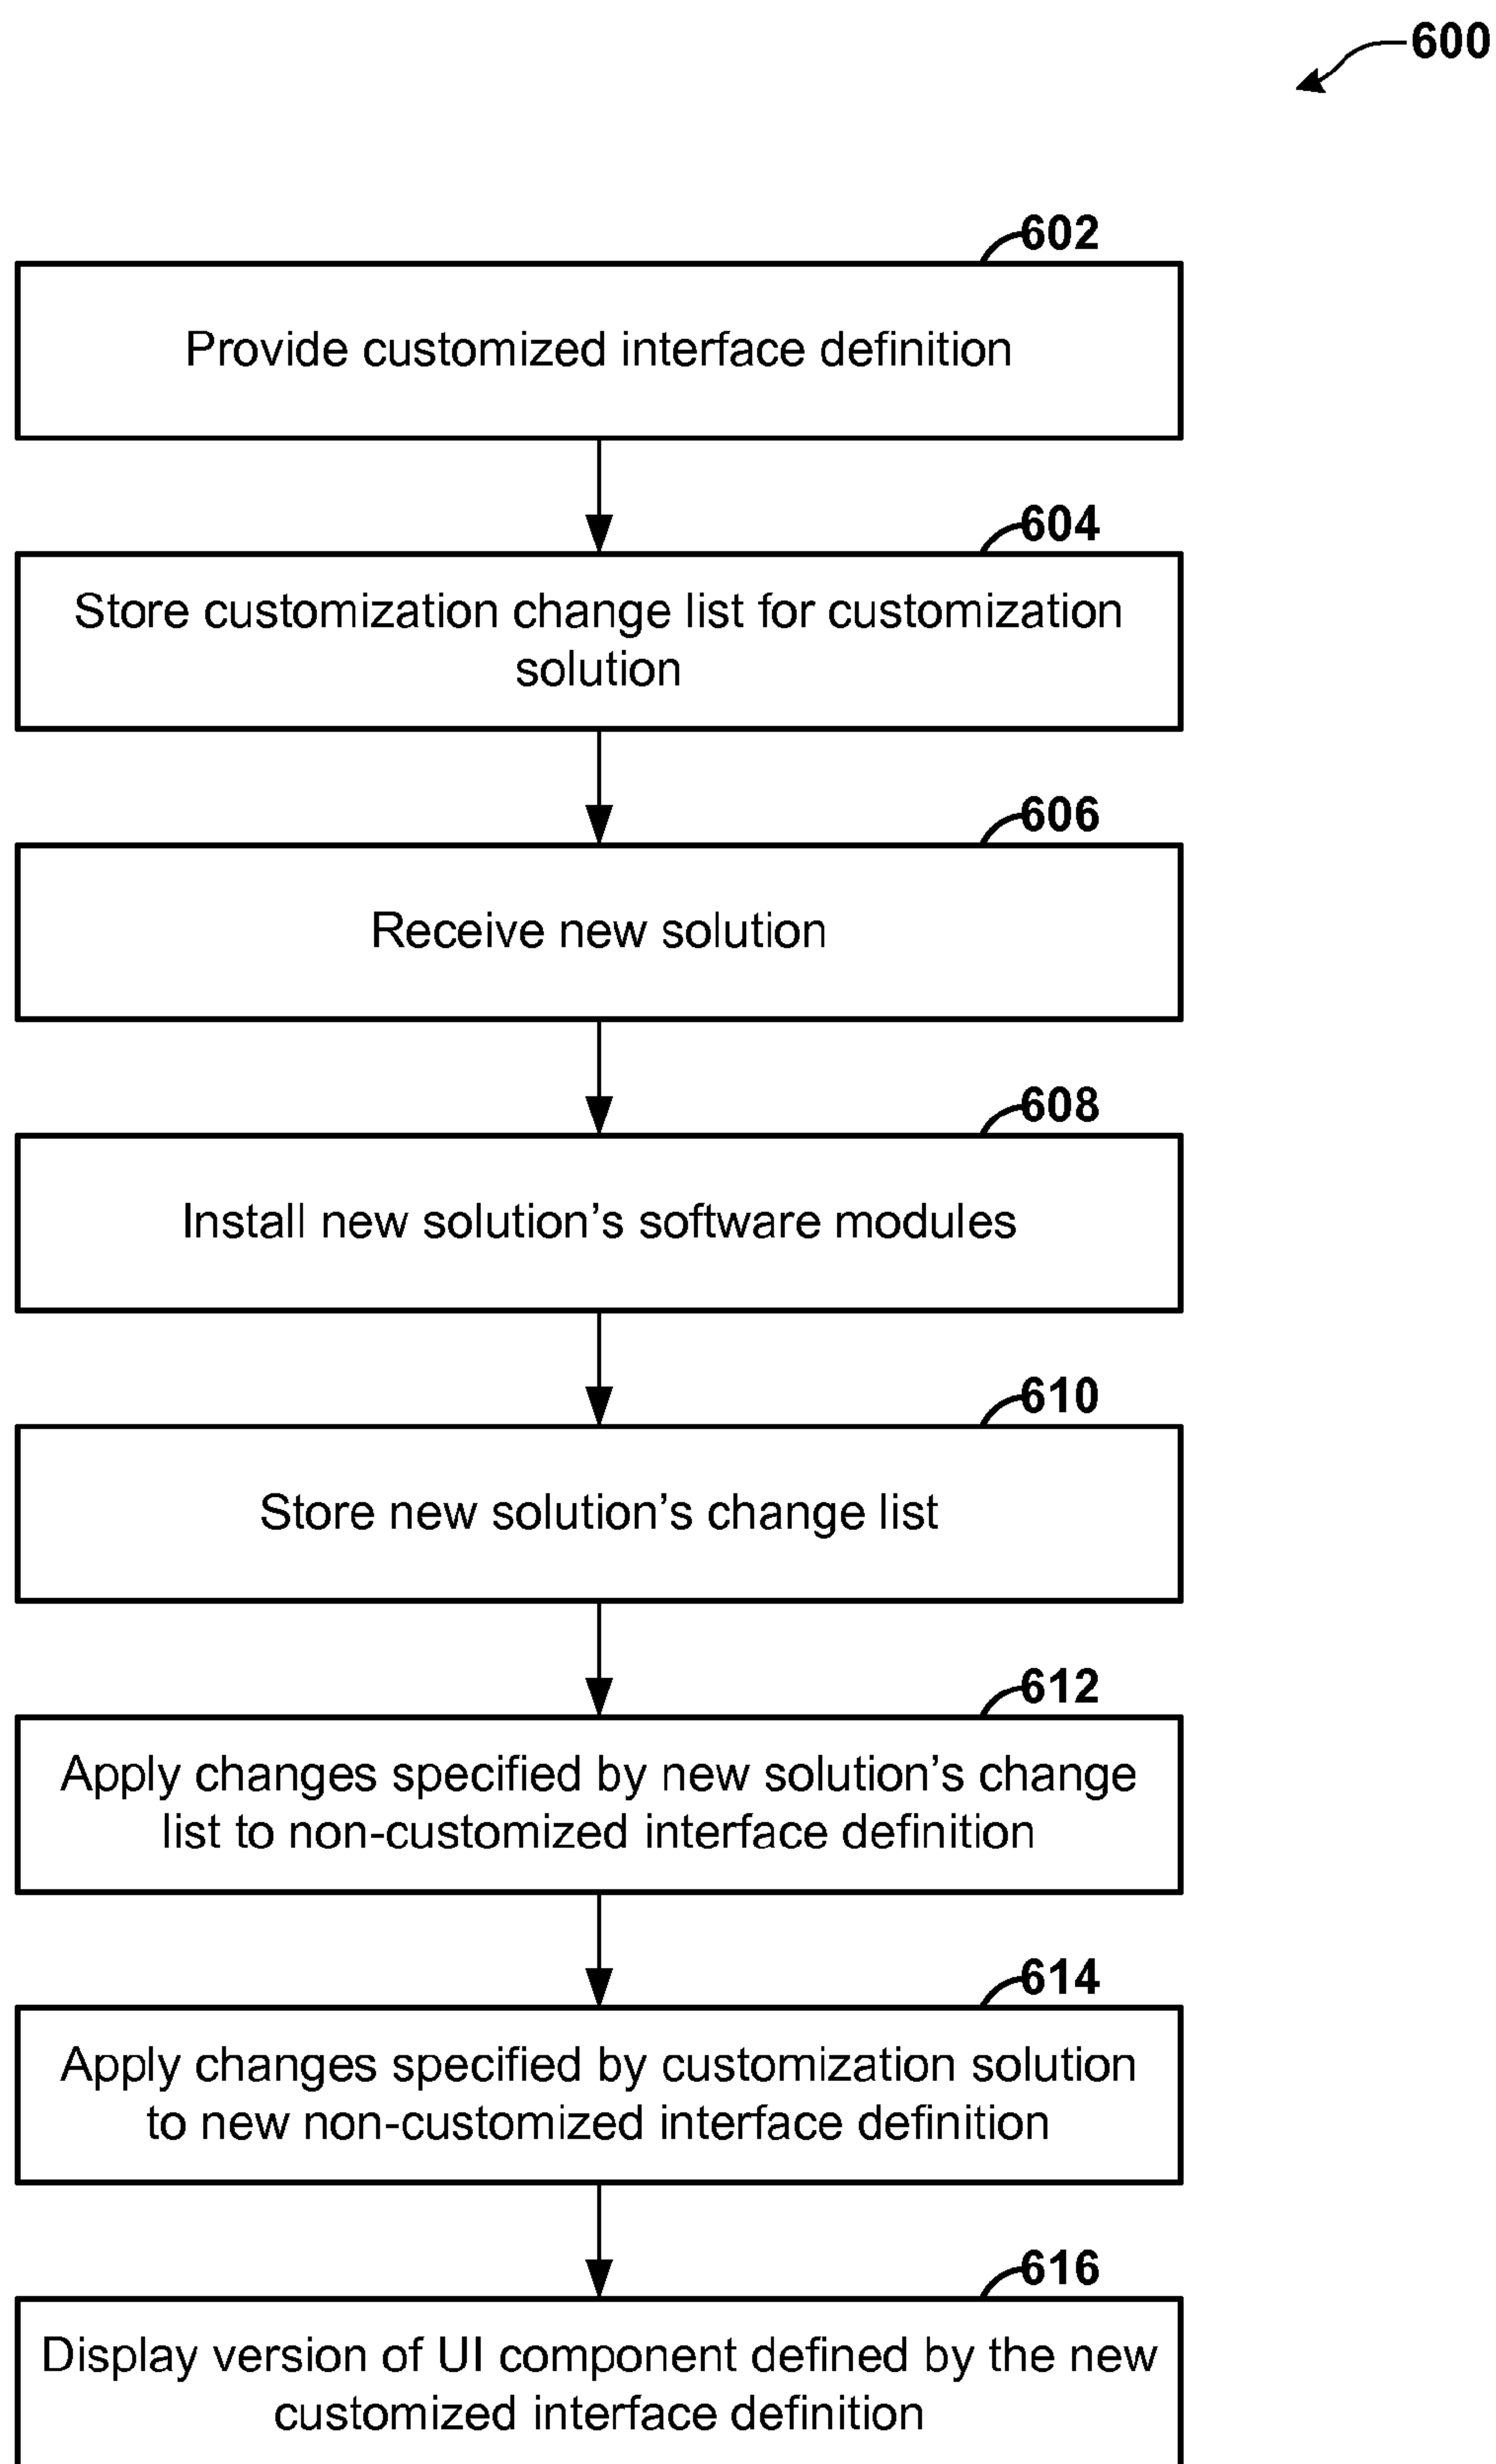 600
602
Provide customized interface definition
604
Store customization change list for customization
solution
606
Receive new solution
608
Install new solution’s software modules
610
Store new solution’s change list
612
Apply changes specified by new solution’s change
list to non-customized interface definition
614
Apply changes specified by customization solution
to new non-customized interface definition
616
Display version of UI component defined by the new
customized interface definition